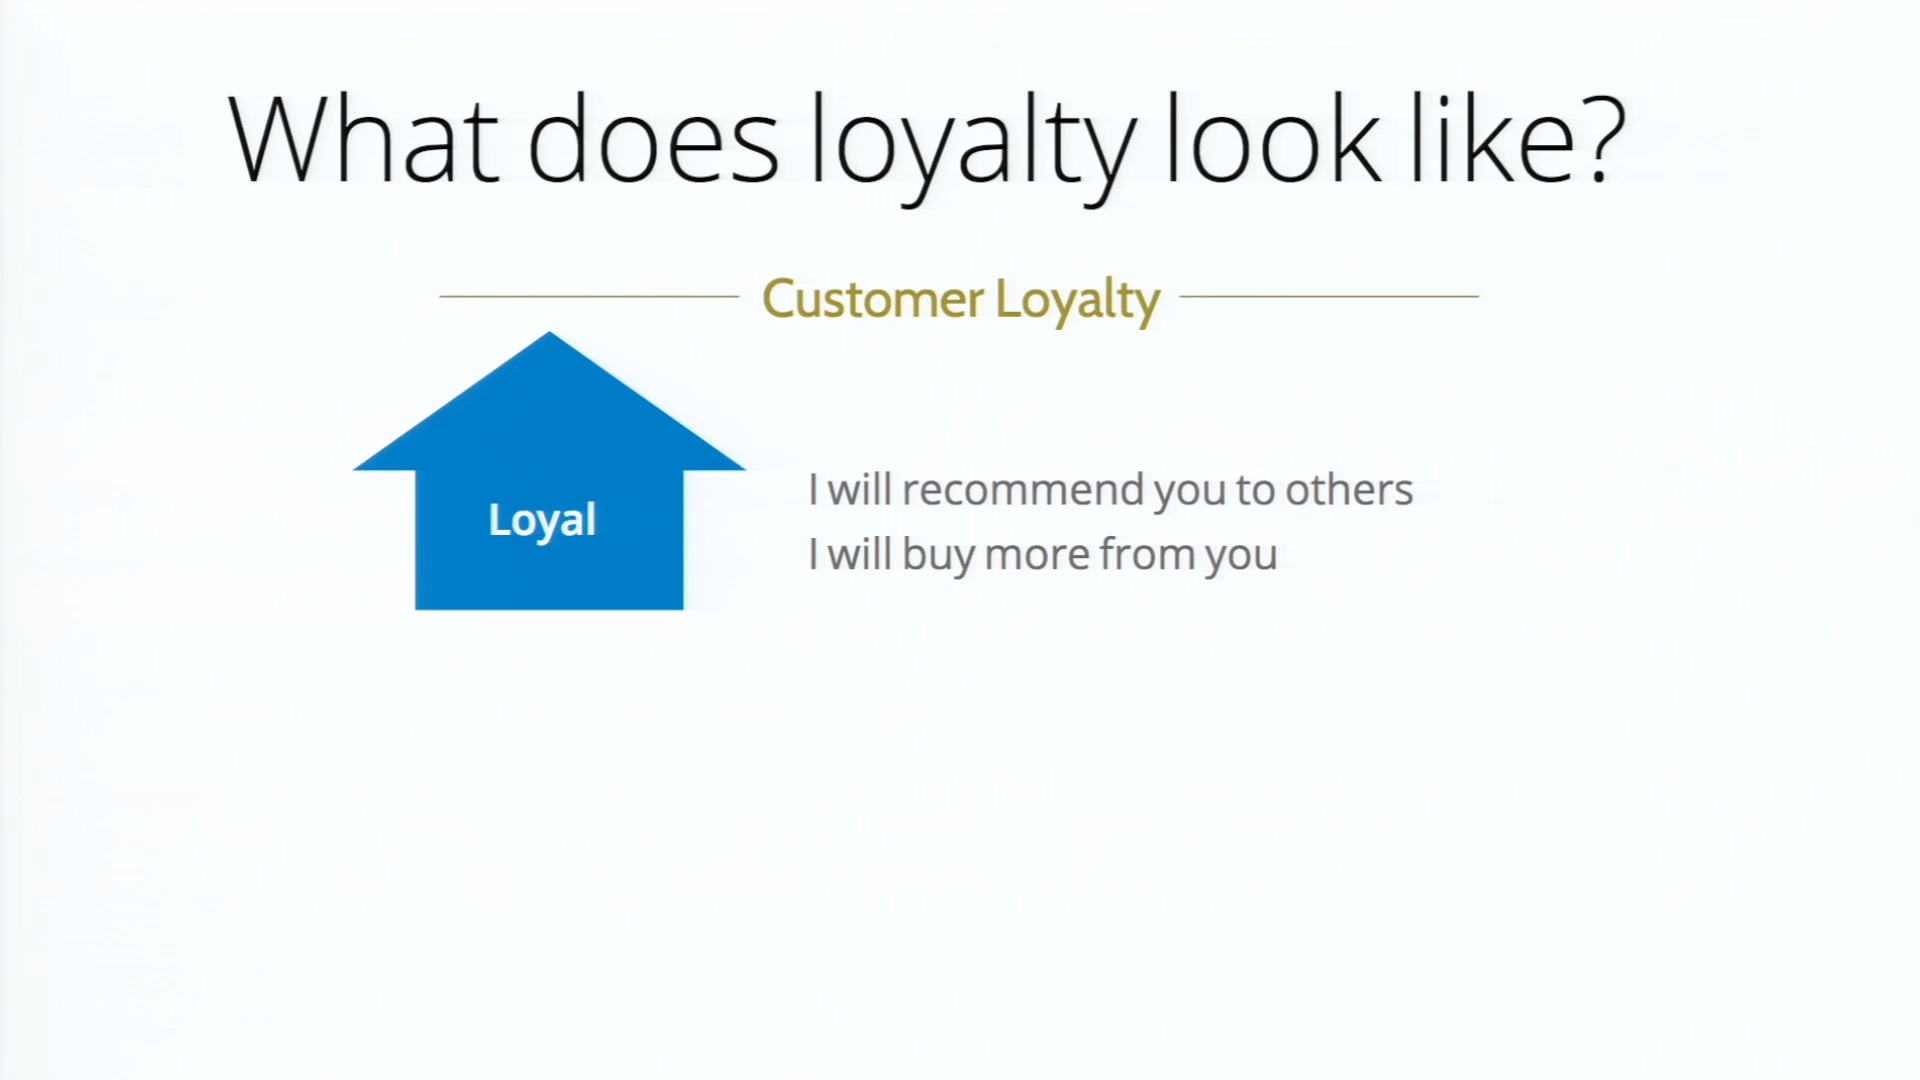 What does loyalty look like?
Customer Loyalty
Loyal
I will recommend you to others
I will buy more from you